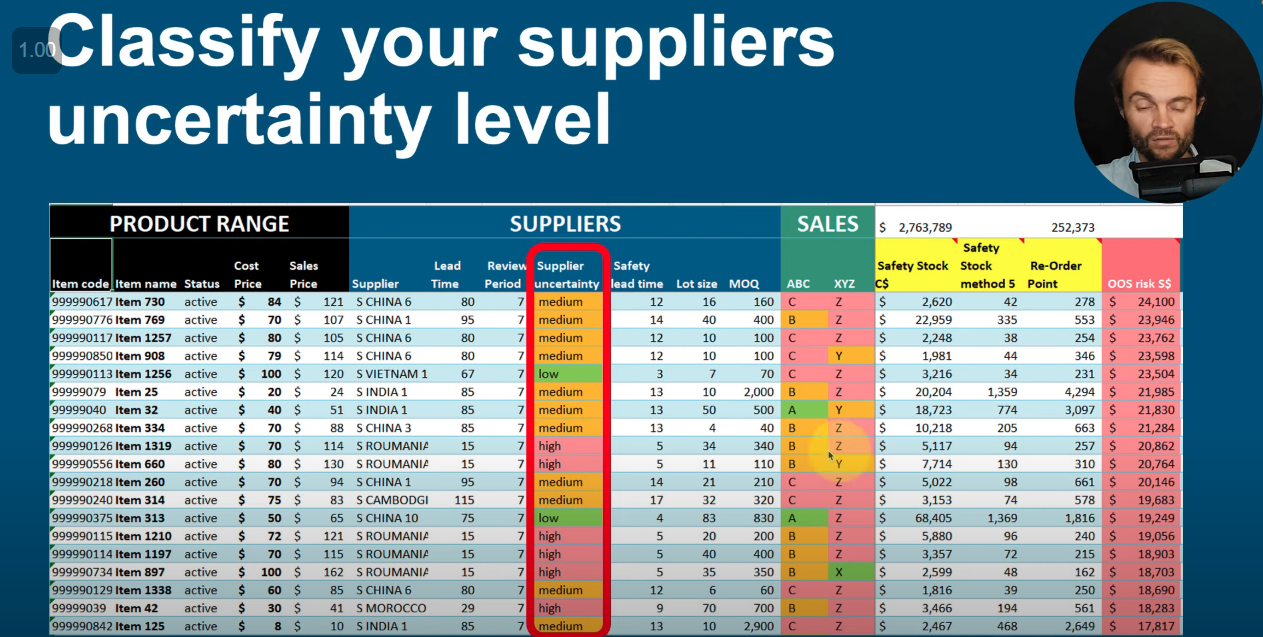 1.00
Classify your suppliers
uncertainty level
PRODUCT RANGE SUPPLIERS SALES $ 2,763,789 252,373
Item code Item name Status Cost Price Sales Price Supplier Lead Time Review Period Supplier uncertainty Safety lead time Lot size MOQ ABC XYZ Safety Stock C$ Safety Stock method 5 Re-Order Point OOS risk S$
999990617 Item 730 active $ 84 $ 121 S CHINA 6 80 7 medium 12 16 160 C Z $ 2,620 42 278 $ 24,100
999990776 Item 769 active $ 70 $ 107 S CHINA 1 95 7 medium 14 40 400 B Z $ 22,959 335 553 $ 23,946
999990117 Item 1257 active $ 80 $ 105 S CHINA 6 80 7 medium 12 10 100 C Z $ 2,248 38 254 $ 23,762
999990850 Item 908 active $ 79 $ 114 S CHINA 6 80 7 medium 12 10 100 C Y $ 1,981 44 346 $ 23,598
999990113 Item 1256 active $ 100 $ 120 S VIETNAM 1 67 7 low 3 7 70 C Z $ 3,216 34 231 $ 23,504
99999079 Item 25 active $ 20 $ 24 S INDIA 1 85 7 medium 13 10 2,000 B Z $ 20,204 1,359 4,294 $ 21,985
99999040 Item 32 active $ 40 $ 51 S INDIA 1 85 7 medium 13 50 500 A Y $ 18,723 774 3,097 $ 21,830
999990268 Item 334 active $ 70 $ 88 S CHINA 3 85 7 medium 13 4 40 B Z $ 10,218 205 663 $ 21,284
999990126 Item 1319 active $ 70 $ 114 S ROUMANIA 15 7 high 5 34 340 B Z $ 5,117 94 257 $ 20,862
999990556 Item 660 active $ 80 $ 130 S ROUMANIA 15 7 high 5 11 110 B Y $ 7,714 130 310 $ 20,764
999990218 Item 260 active $ 70 $ 94 S CHINA 1 95 7 medium 14 21 210 C Z $ 5,022 98 661 $ 20,146
999990240 Item 314 active $ 75 $ 83 S CAMBODGI 115 7 medium 17 32 320 C Z $ 3,153 74 578 $ 19,683
999990375 Item 313 active $ 50 $ 65 S CHINA 10 75 7 low 4 83 830 A Z $ 68,405 1,369 1,816 $ 19,249
999990115 Item 1210 active $ 72 $ 121 S ROUMANIA 15 7 high 5 20 200 B Z $ 5,880 96 240 $ 19,056
999990114 Item 1197 active $ 70 $ 115 S ROUMANIA 15 7 high 5 40 400 B Z $ 3,357 72 215 $ 18,903
999990734 Item 897 active $ 100 $ 162 S ROUMANIA 15 7 high 5 35 350 B X $ 2,599 48 162 $ 18,703
999990129 Item 1338 active $ 60 $ 85 S CHINA 6 80 7 medium 12 6 60 C Z $ 1,816 39 250 $ 18,690
99999039 Item 42 active $ 30 $ 41 S MOROCCO 29 7 high 9 70 700 B Z $ 3,466 194 561 $ 18,283
999990842 Item 125 active $ 8 $ 10 S INDIA 1 85 7 medium 13 10 2,900 C Z $ 2,467 468 2,649 $ 17,817